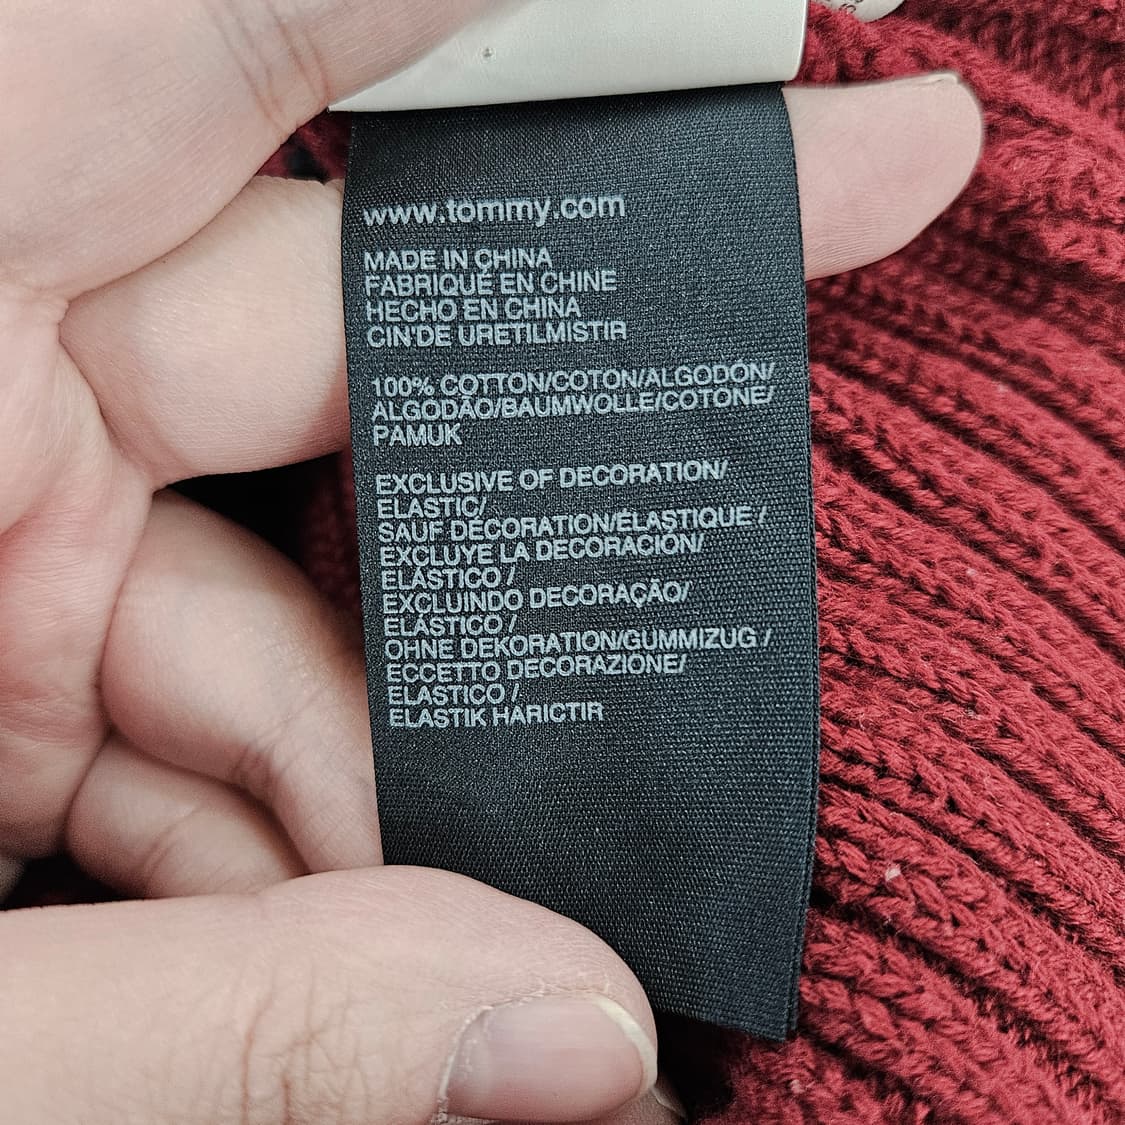 www.tommy.com
MADE IN CHINA
FABRIQUÉ EN CHINE
HECHO EN CHINA
CIN'DE URETILMISTIR
100% COTTON/COTON/ALGODÓN/
ALGODÃO/BAUMWOLLE/COTONE/
PAMUK
EXCLUSIVE OF DECORATION/
ELASTIC/
SAUF DÉCORATION/ÉLASTIQUE /
EXCLUYE LA DECORACIÓN/
ELÁSTICO /
EXCLUINDO DECORAÇÃO/
ELÁSTICO /
OHNE DEKORATION/GUMMIZUG /
ECCETTO DECORAZIONE/
ELASTICO /
ELASTIK HARICTIR